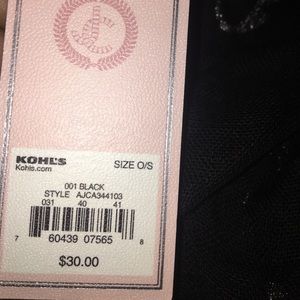 KOHL'S
Kohls.com
SIZE O/S
001 BLACK
STYLE AJCA344103
031 40 41
7 60439 07565 8
$30.00